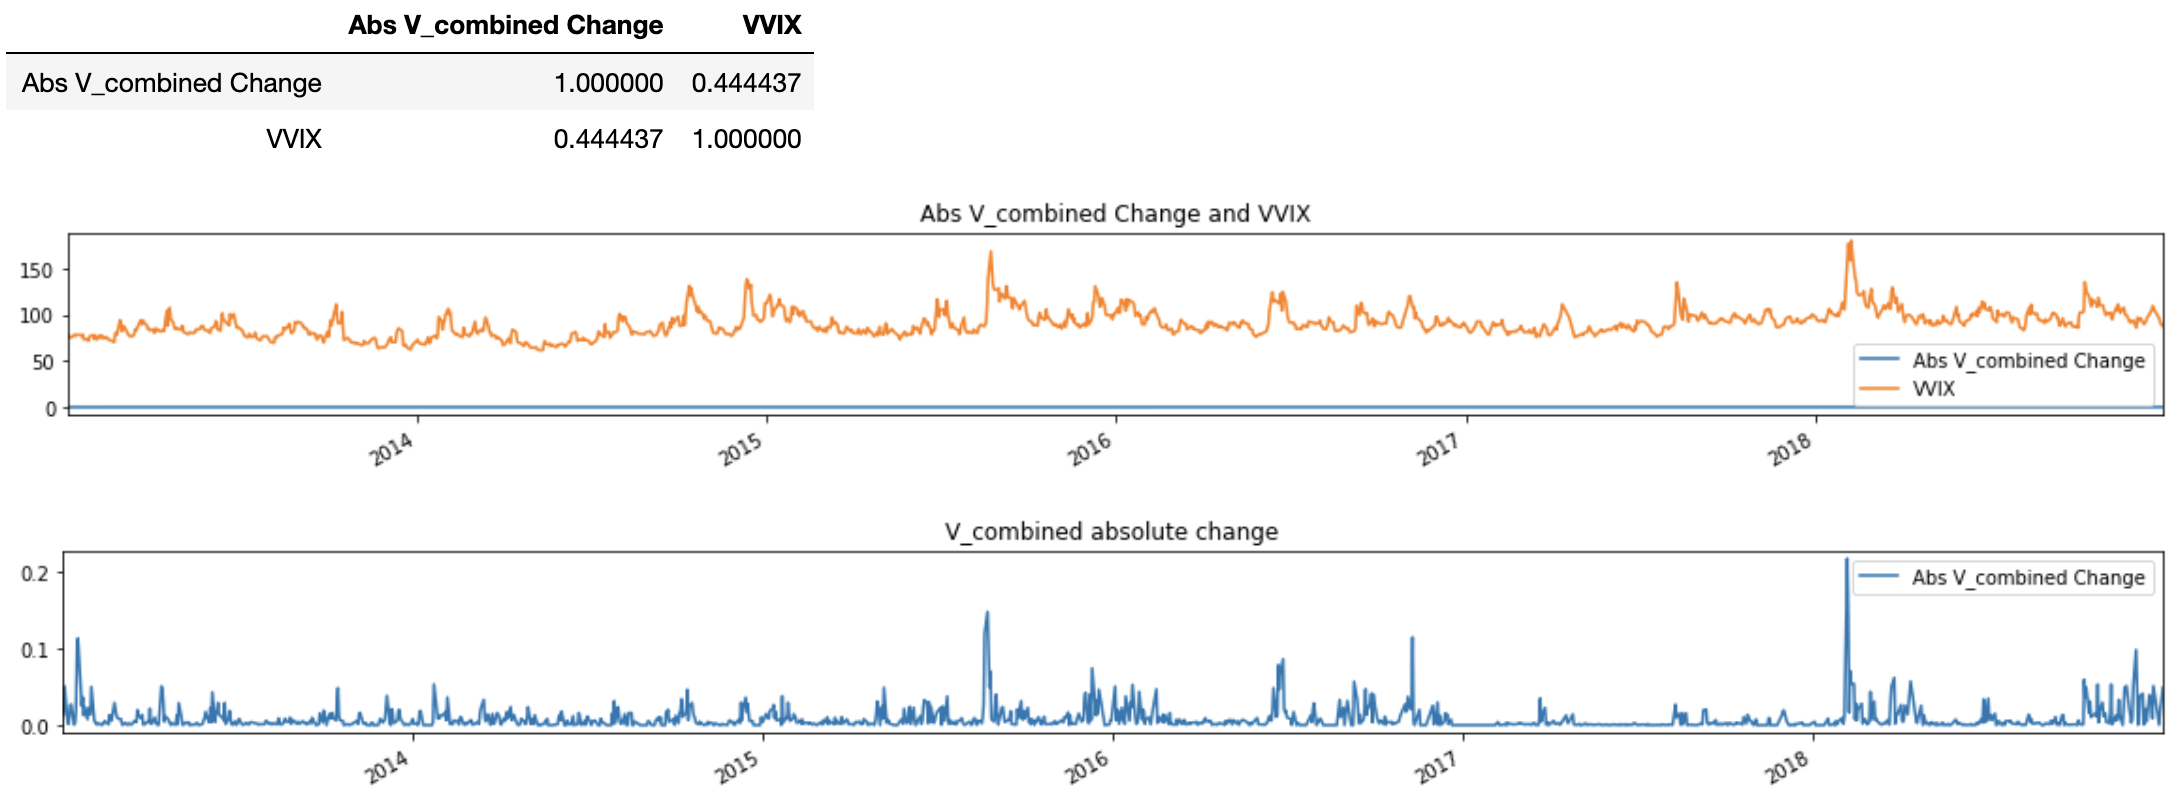 Abs V_combined Change VVIX
Abs V_combined Change 1.000000 0.444437
VVIX 0.444437 1.000000
Abs V_combined Change and VVIX
150
100
50
0
Abs V_combined Change
VVIX
2014 2015 2016 2017 2018
V_combined absolute change
0.2
0.1
0.0
Abs V_combined Change
2014 2015 2016 2017 2018